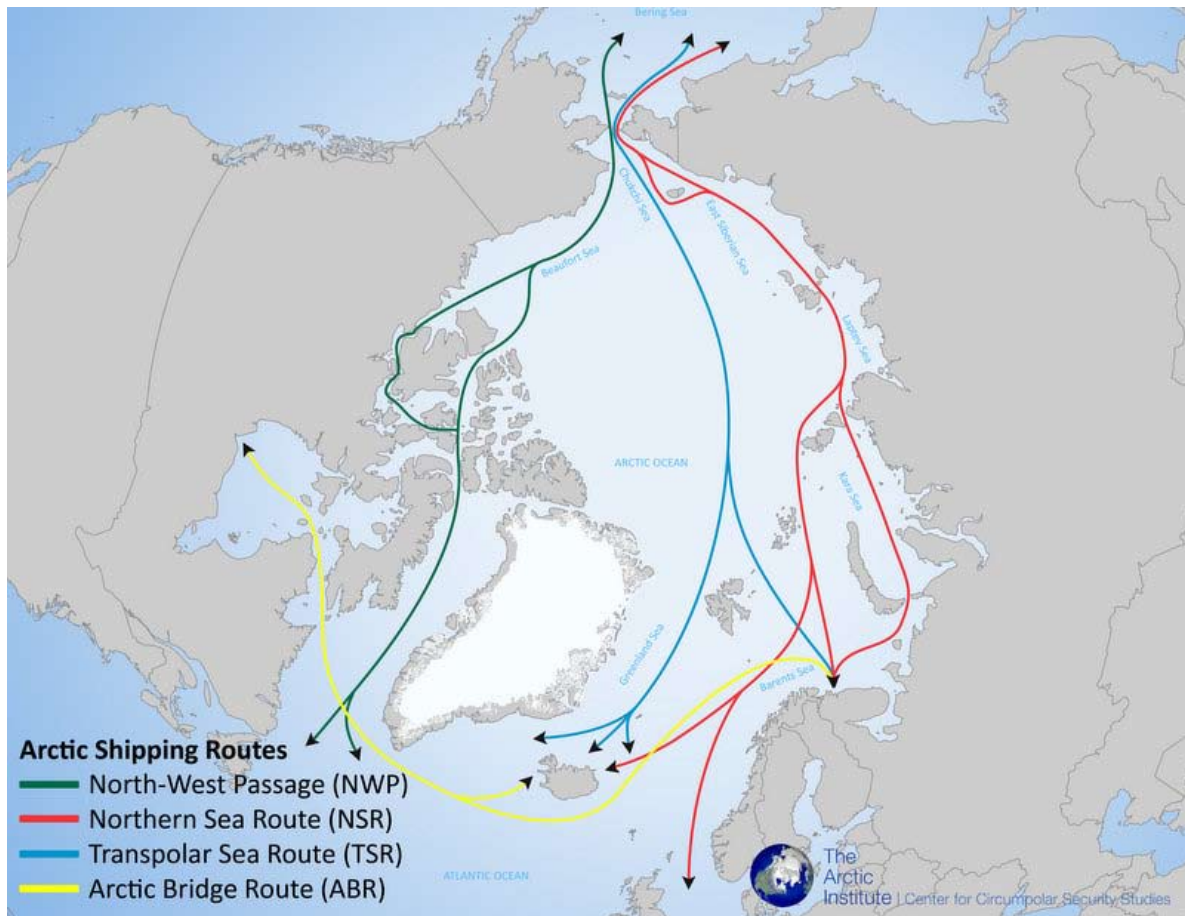 Bering Sea
Chukchi Sea
East Siberian Sea
Beaufort Sea
Laptev Sea
ARCTIC OCEAN
Kara Sea
Greenland Sea
Barents Sea
Arctic Shipping Routes
North-West Passage (NWP)
Northern Sea Route (NSR)
Transpolar Sea Route (TSR)
Arctic Bridge Route (ABR)
ATLANTIC OCEAN
The
Arctic
Institute | Center for Circumpolar Security Studies